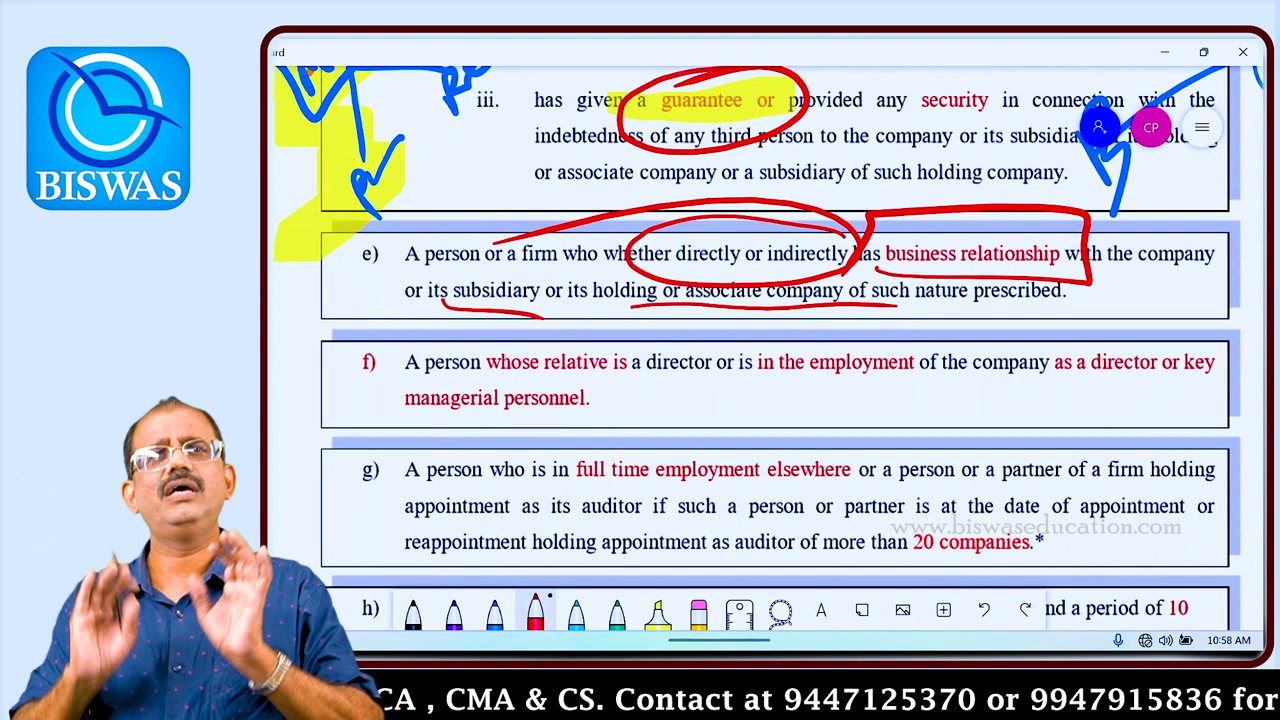 BISWAS
ard
iii. has given a guarantee or provided any security in connection with the
indebtedness of any third person to the company or its
or associate company or a subsidiary of such holding company.
CP
e) A person or a firm who whether directly or indirectly has business relationship with the company
or its subsidiary or its holding or associate company of such nature prescribed.
f) A person whose relative is a director or is in the employment of the company as a director or key
managerial personnel.
g) A person who is in full time employment elsewhere or a person or a partner of a firm holding
appointment as its auditor if such a person or partner is at the date of appointment or
www.biswaseducation.com
reappointment holding appointment as auditor of more than 20 companies.*
h) nd a period of 10
A
10:58 AM
CA , CMA & CS. Contact at 9447125370 or 9947915836 for